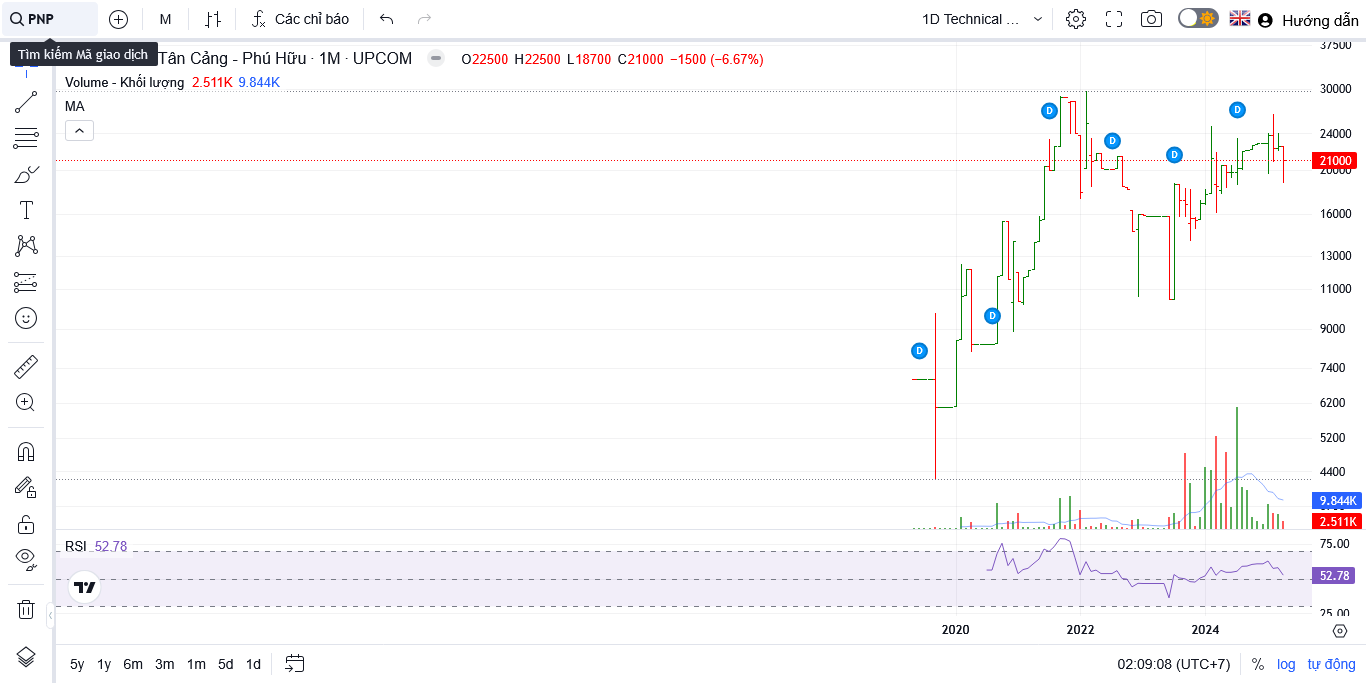 PNP
M
Các chỉ báo
1D Technical ...
Hướng dẫn
Tìm kiếm Mã giao dịch
Tân Cảng - Phú Hữu · 1M · UPCOM
O22500 H22500 L18700 C21000 −1500 (−6.67%)
Volume - Khối lượng 2.511K 9.844K
MA
37500
30000
24000
21000
20000
16000
13000
11000
9000
7400
6200
5200
4400
9.844K
2.511K
D
D
D
D
D
D
RSI 52.78
75.00
52.78
25.00
2020
2022
2024
5y 1y 6m 3m 1m 5d 1d
02:09:08 (UTC+7)
% log tự động